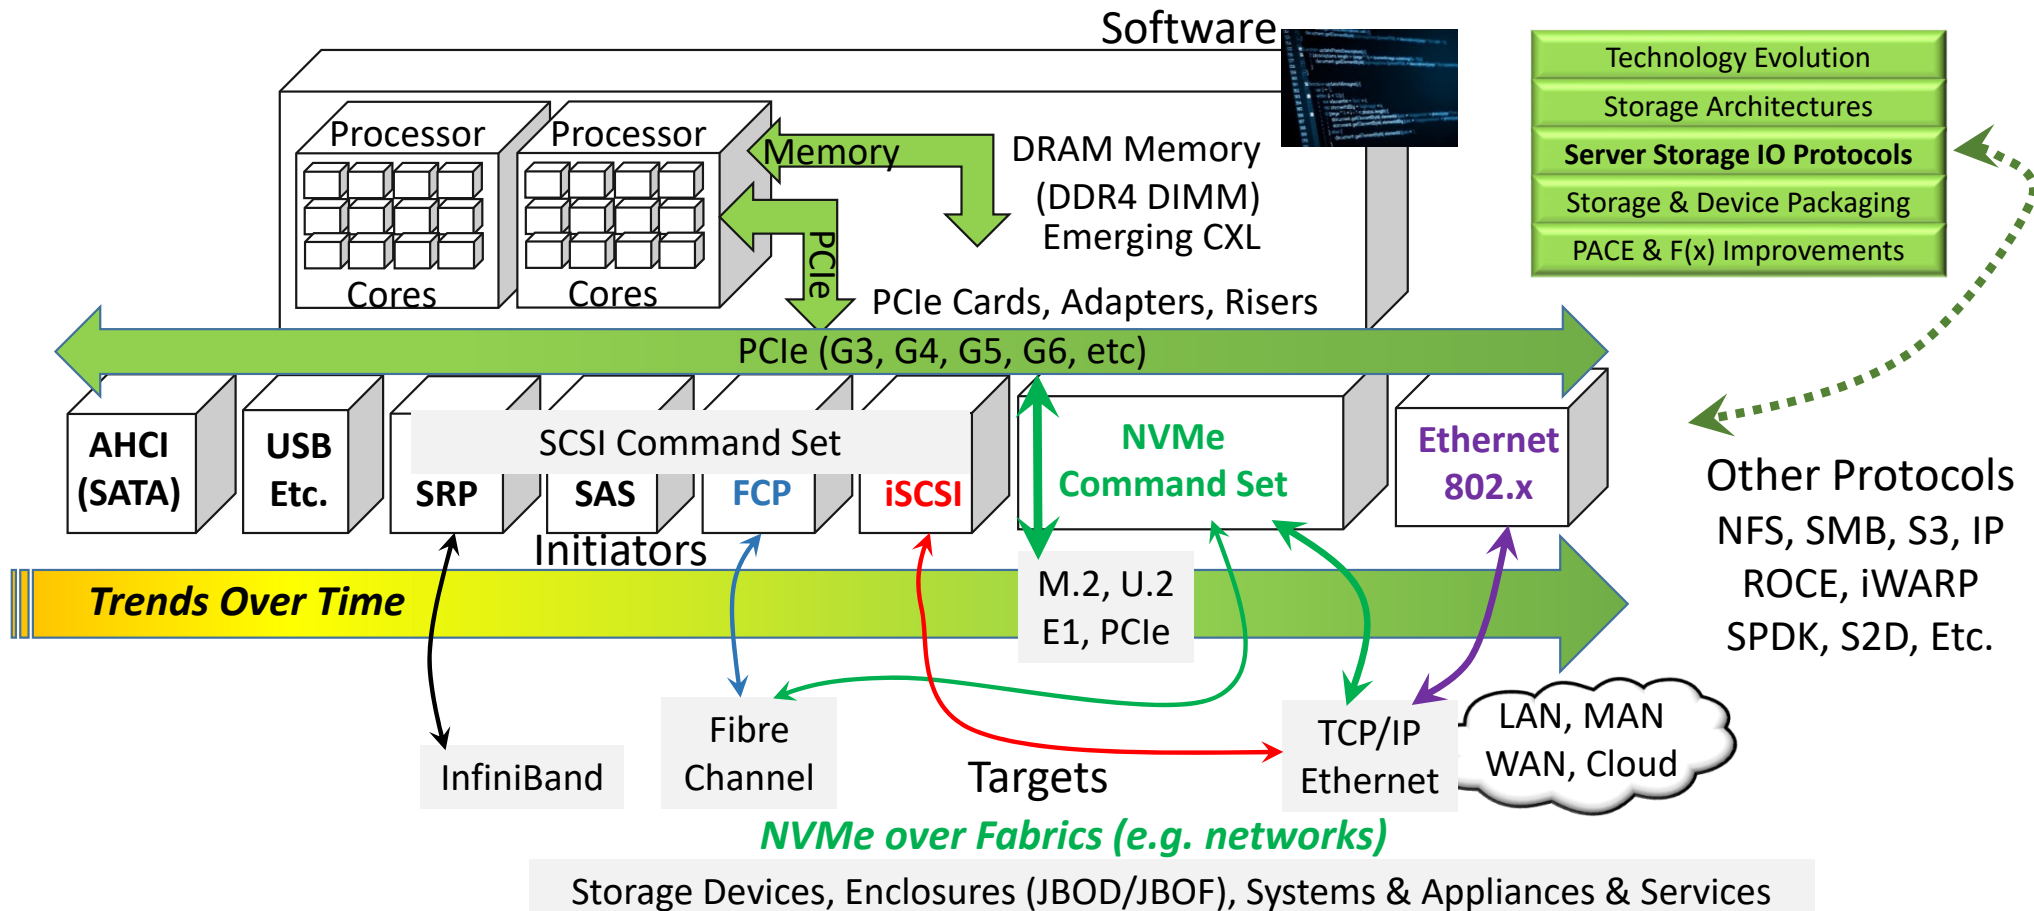 Software
Technology Evolution
Storage Architectures
Server Storage IO Protocols
Storage & Device Packaging
PACE & F(x) Improvements
Processor
Cores
Processor
Cores
Memory
PCIe
DRAM Memory
(DDR4 DIMM)
Emerging CXL
PCIe Cards, Adapters, Risers
PCIe (G3, G4, G5, G6, etc)
AHCI
(SATA)
USB
Etc.
SCSI Command Set
SRP
SAS
FCP
iSCSI
NVMe
Command Set
Ethernet
802.x
Other Protocols
NFS, SMB, S3, IP
ROCE, iWARP
SPDK, S2D, Etc.
Initiators
Trends Over Time
M.2, U.2
E1, PCIe
InfiniBand
Fibre
Channel
Targets
TCP/IP
Ethernet
LAN, MAN
WAN, Cloud
NVMe over Fabrics (e.g. networks)
Storage Devices, Enclosures (JBOD/JBOF), Systems & Appliances & Services